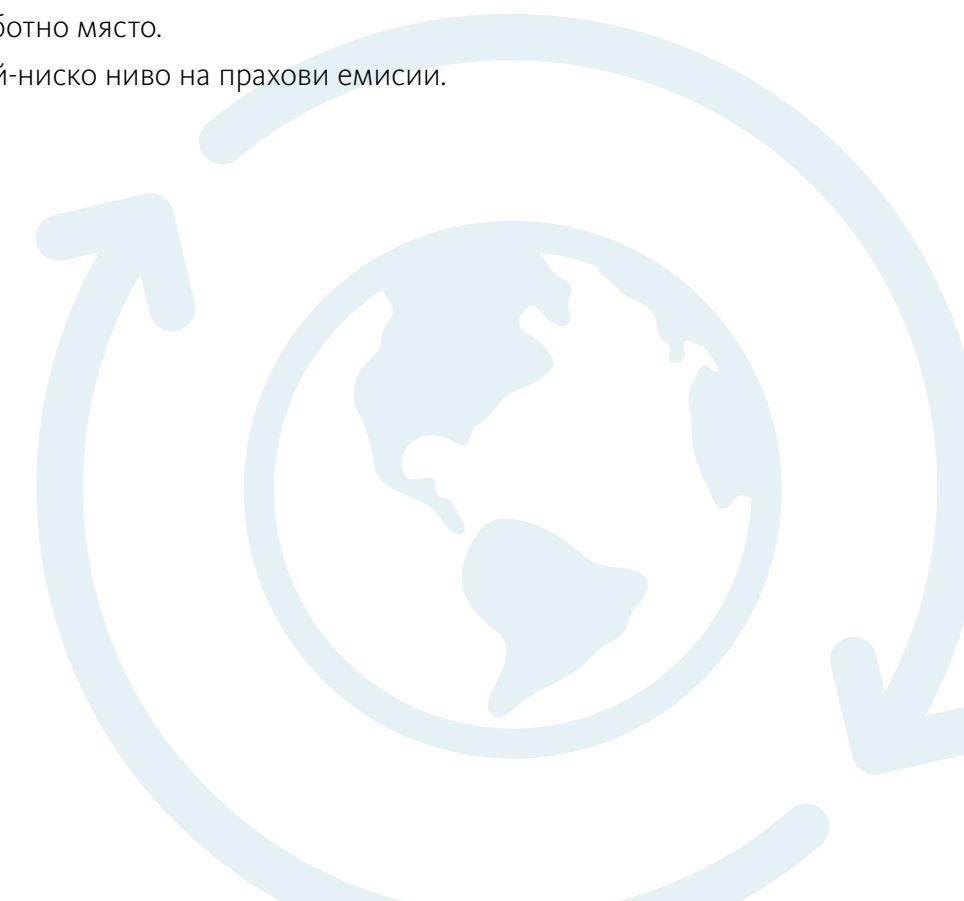 ботно място.
й-ниско ниво на прахови емисии.